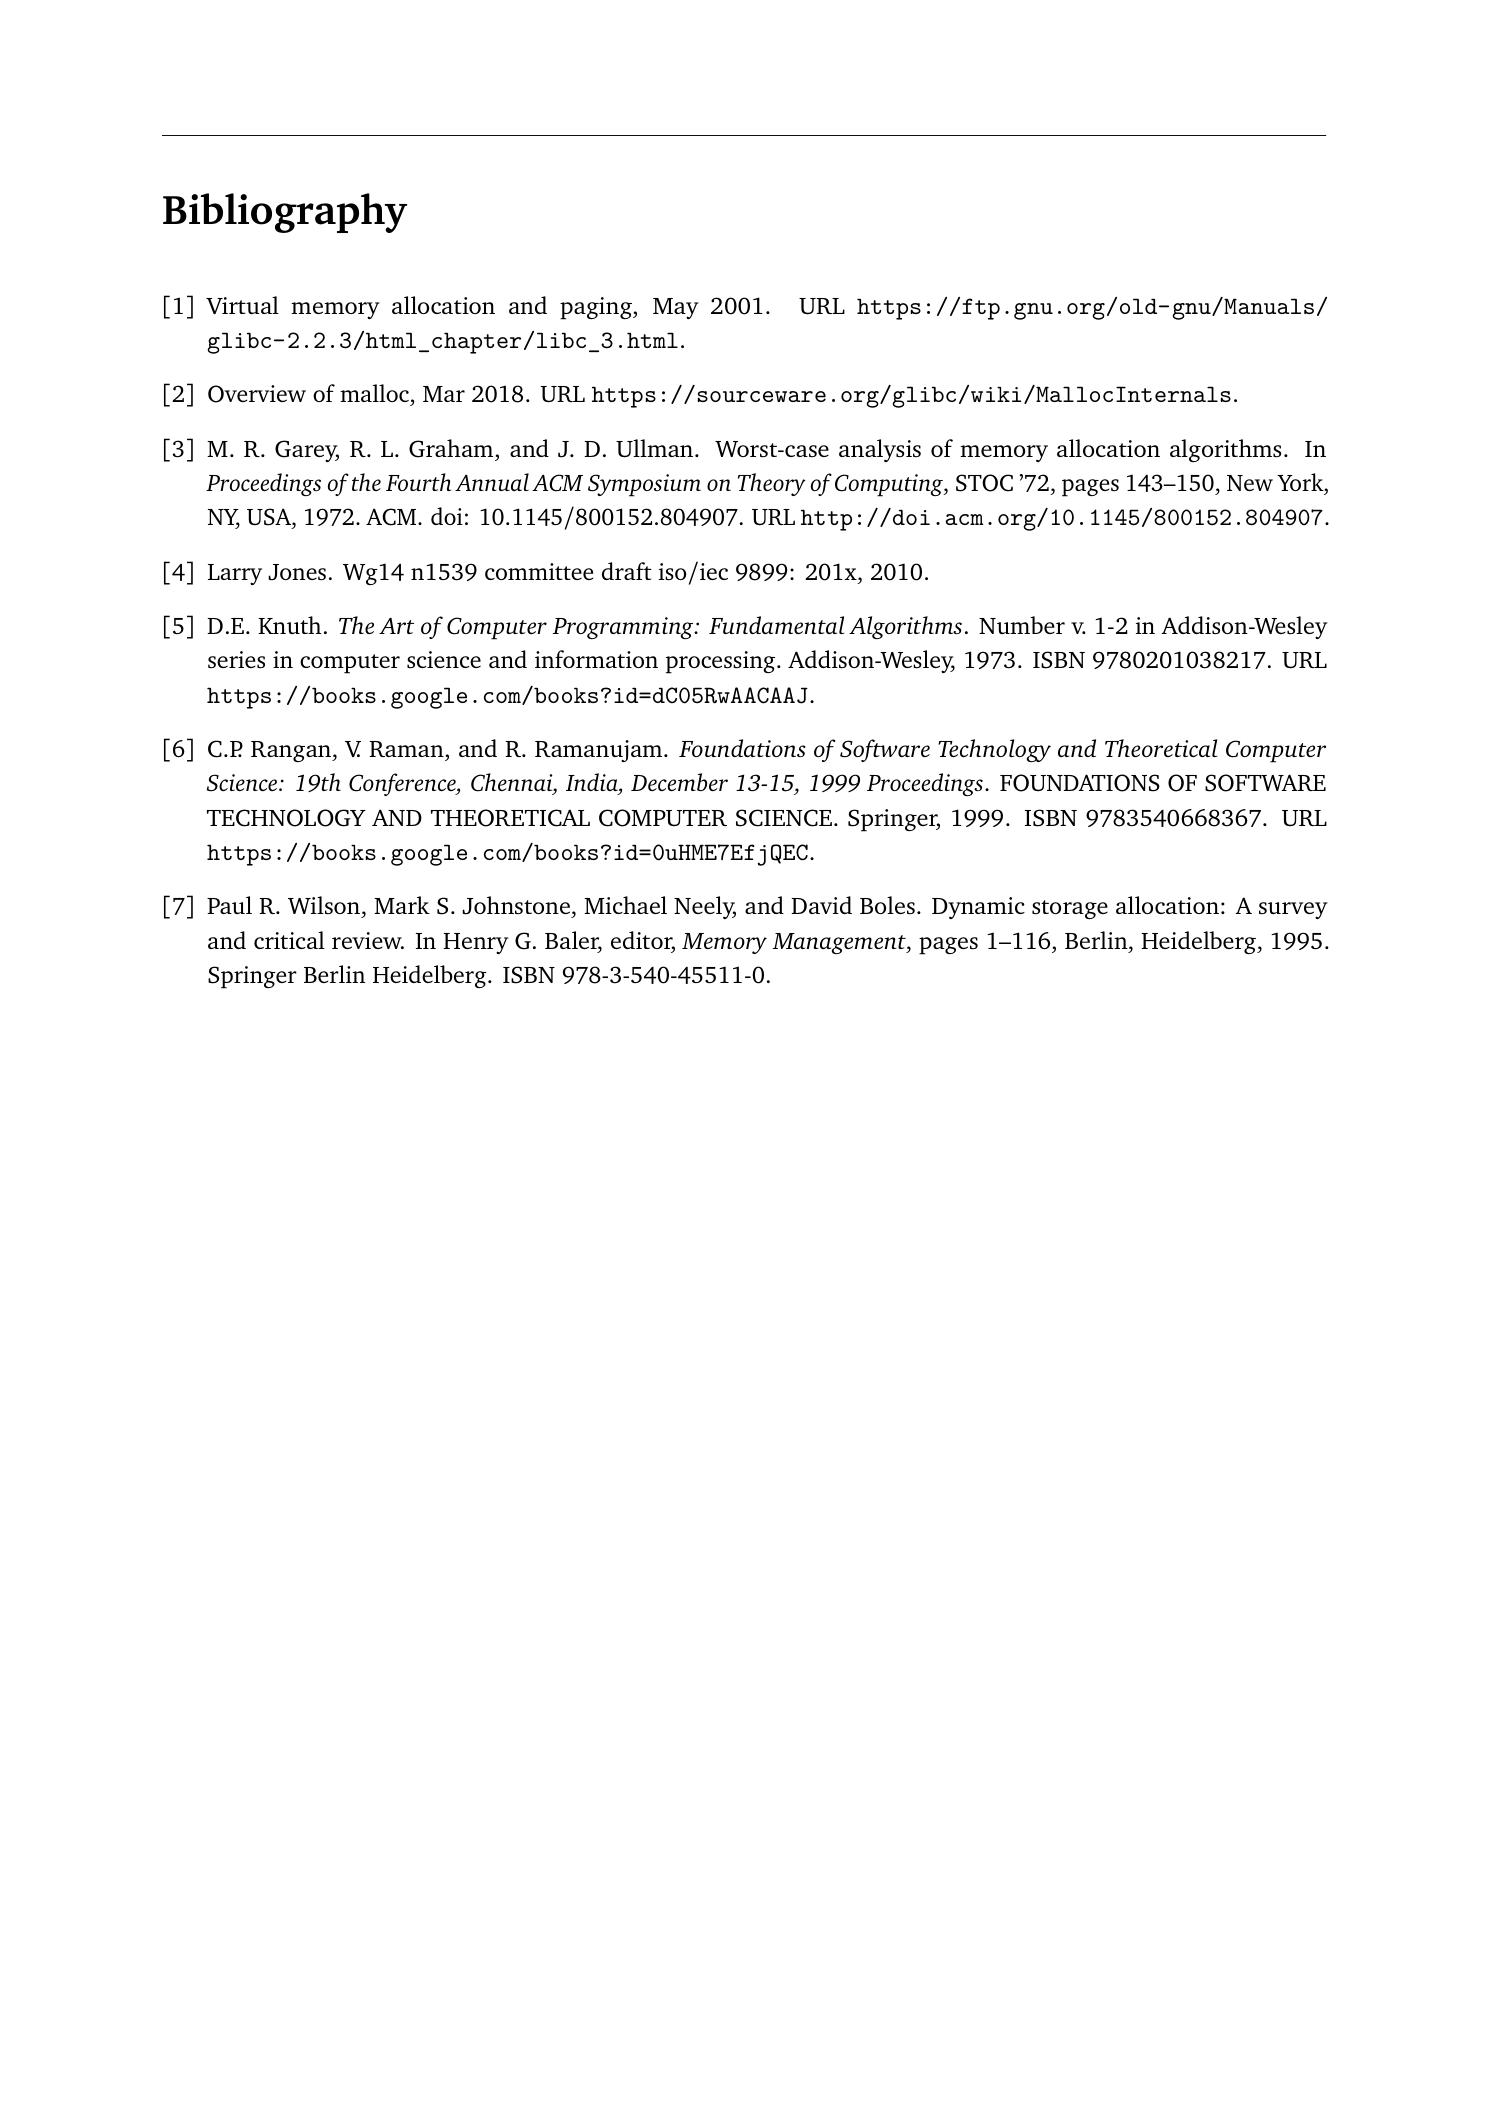 Bibliography
[1] Virtual memory allocation and paging, May 2001. URL https://ftp.gnu.org/old-gnu/Manuals/
glibc-2.2.3/html_chapter/libc_3.html.
[2] Overview of malloc, Mar 2018. URL https://sourceware.org/glibc/wiki/MallocInternals.
[3] M. R. Garey, R. L. Graham, and J. D. Ullman. Worst-case analysis of memory allocation algorithms. In
Proceedings of the Fourth Annual ACM Symposium on Theory of Computing, STOC ’72, pages 143–150, New York,
NY, USA, 1972. ACM. doi: 10.1145/800152.804907. URL http://doi.acm.org/10.1145/800152.804907.
[4] Larry Jones. Wg14 n1539 committee draft iso/iec 9899: 201x, 2010.
[5] D.E. Knuth. The Art of Computer Programming: Fundamental Algorithms. Number v. 1-2 in Addison-Wesley
series in computer science and information processing. Addison-Wesley, 1973. ISBN 9780201038217. URL
https://books.google.com/books?id=dC05RwAACAAJ.
[6] C.P. Rangan, V. Raman, and R. Ramanujam. Foundations of Software Technology and Theoretical Computer
Science: 19th Conference, Chennai, India, December 13-15, 1999 Proceedings. FOUNDATIONS OF SOFTWARE
TECHNOLOGY AND THEORETICAL COMPUTER SCIENCE. Springer, 1999. ISBN 9783540668367. URL
https://books.google.com/books?id=0uHME7EfjQEC.
[7] Paul R. Wilson, Mark S. Johnstone, Michael Neely, and David Boles. Dynamic storage allocation: A survey
and critical review. In Henry G. Baler, editor, Memory Management, pages 1–116, Berlin, Heidelberg, 1995.
Springer Berlin Heidelberg. ISBN 978-3-540-45511-0.